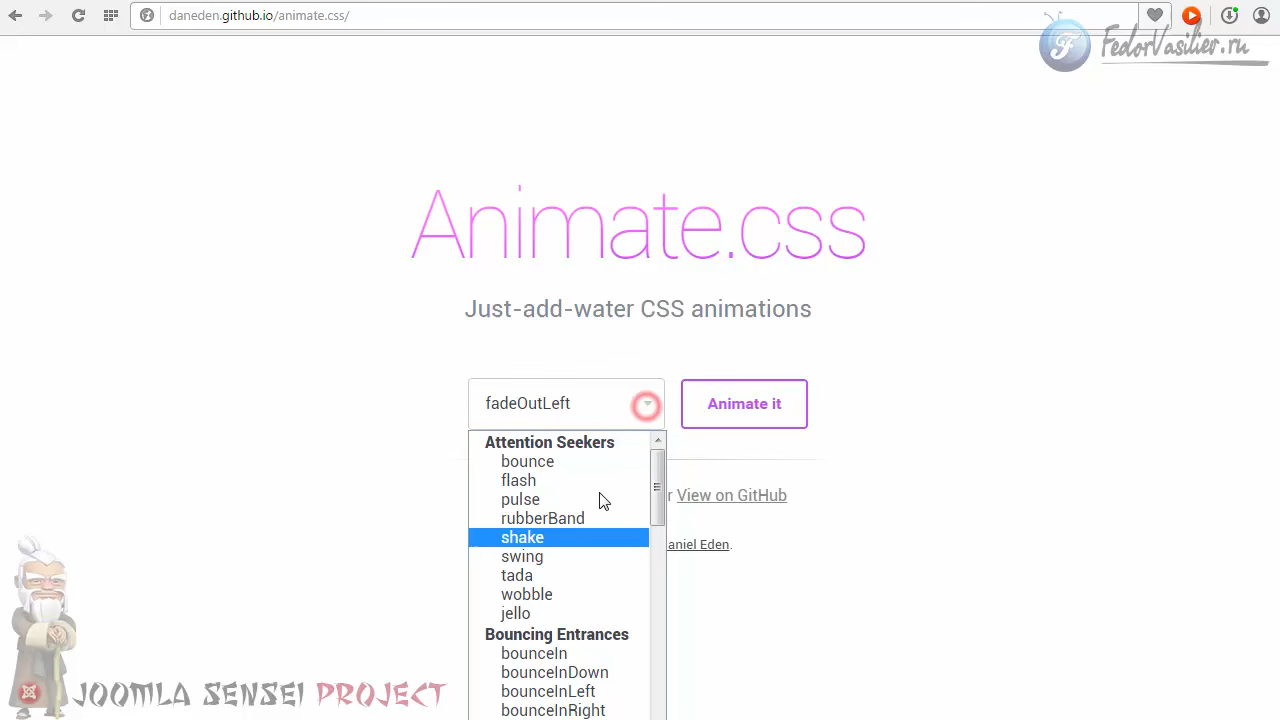 daneden.github.io/animate.css/
FedorVasilier.ru
Animate.css
Just-add-water CSS animations
fadeOutLeft
Animate it
Attention Seekers
bounce
flash
pulse
rubberBand
shake
swing
tada
wobble
jello
Bouncing Entrances
bounceIn
bounceInDown
bounceInLeft
bounceInRight
r View on GitHub
aniel Eden.
JOOMLA SENSEI PROJECT